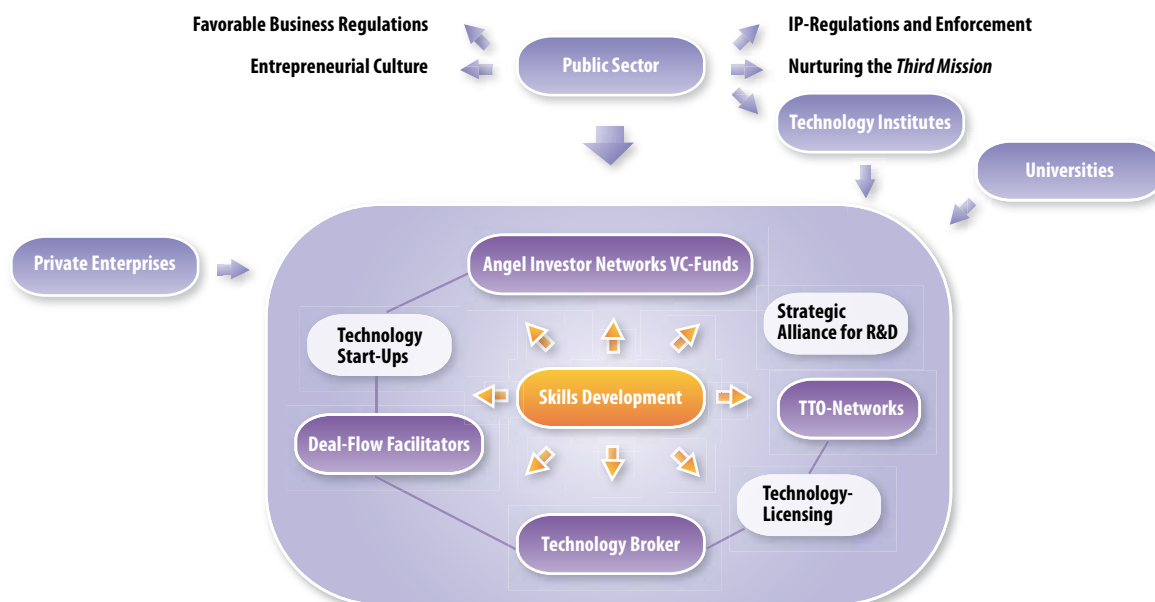 Favorable Business Regulations
IP-Regulations and Enforcement
Entrepreneurial Culture
Public Sector
Nurturing the Third Mission
Technology Institutes
Universities
Private Enterprises
Angel Investor Networks VC-Funds
Strategic
Alliance for R&D
Technology
Start-Ups
Skills Development
TTO-Networks
Deal-Flow Facilitators
Technology-
Licensing
Technology Broker